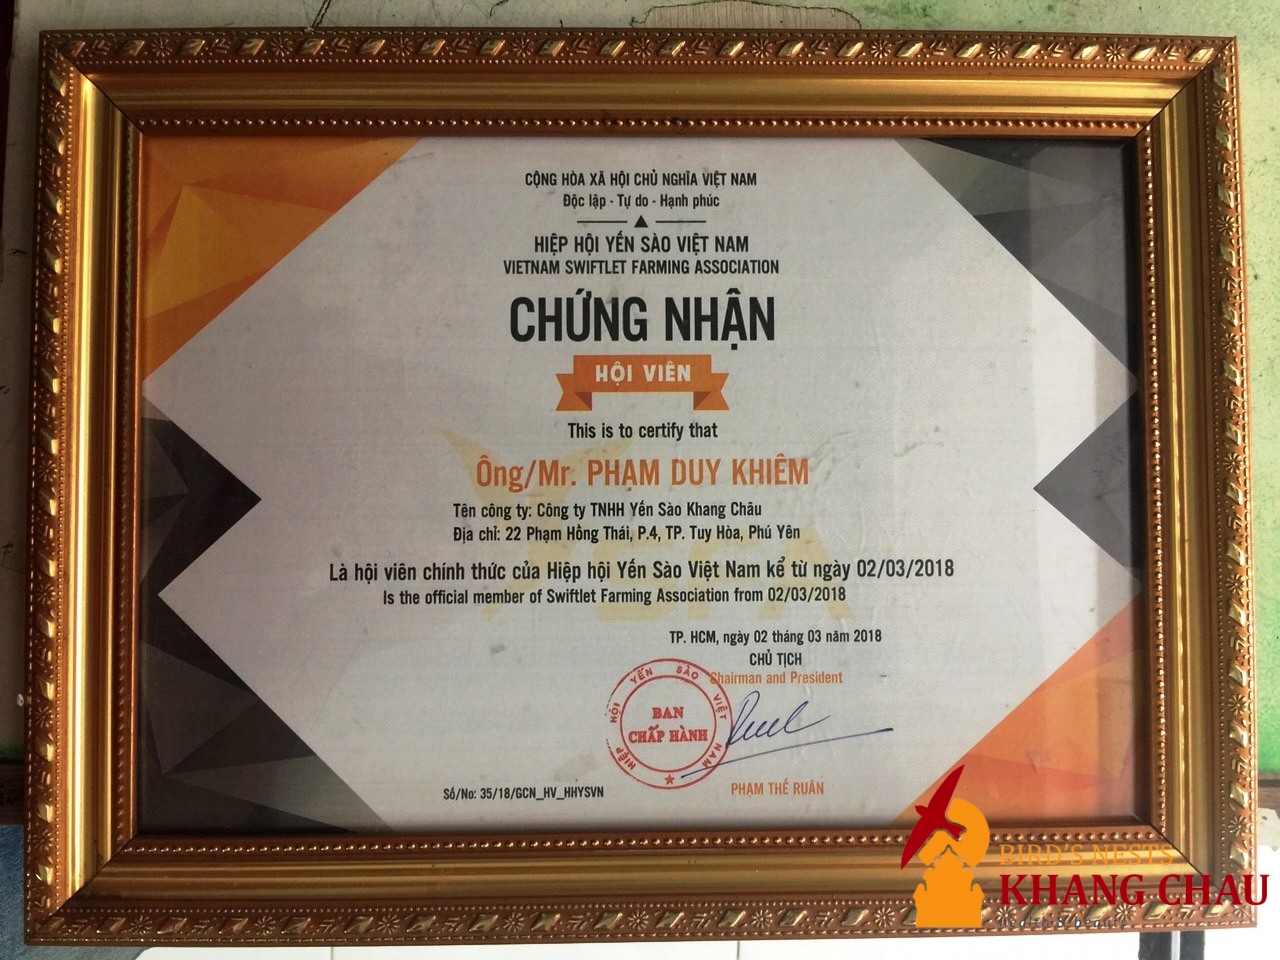 CỘNG HÒA XÃ HỘI CHỦ NGHĨA VIỆT NAM
Độc lập - Tự do - Hạnh phúc
HIỆP HỘI YẾN SÀO VIỆT NAM
VIETNAM SWIFTLET FARMING ASSOCIATION
CHỨNG NHẬN
HỘI VIÊN
This is to certify that
Ông/Mr. PHẠM DUY KHIÊM
Tên công ty: Công ty TNHH Yến Sào Khang Châu
Địa chỉ: 22 Phạm Hồng Thái, P.4, TP. Tuy Hòa, Phú Yên
Là hội viên chính thức của Hiệp hội Yến Sào Việt Nam kể từ ngày 02/03/2018
Is the official member of Swiftlet Farming Association from 02/03/2018
TP. HCM, ngày 02 tháng 03 năm 2018
CHỦ TỊCH
Chairman and President
HIỆP HỘI YẾN SÀO VIỆT NAM
BAN
CHẤP HÀNH
PHẠM THẾ RUÂN
Số/No: 35/18/GCN_HV_HHYSVN
BIRD'S NESTS
KHANG CHAU
health & beauty